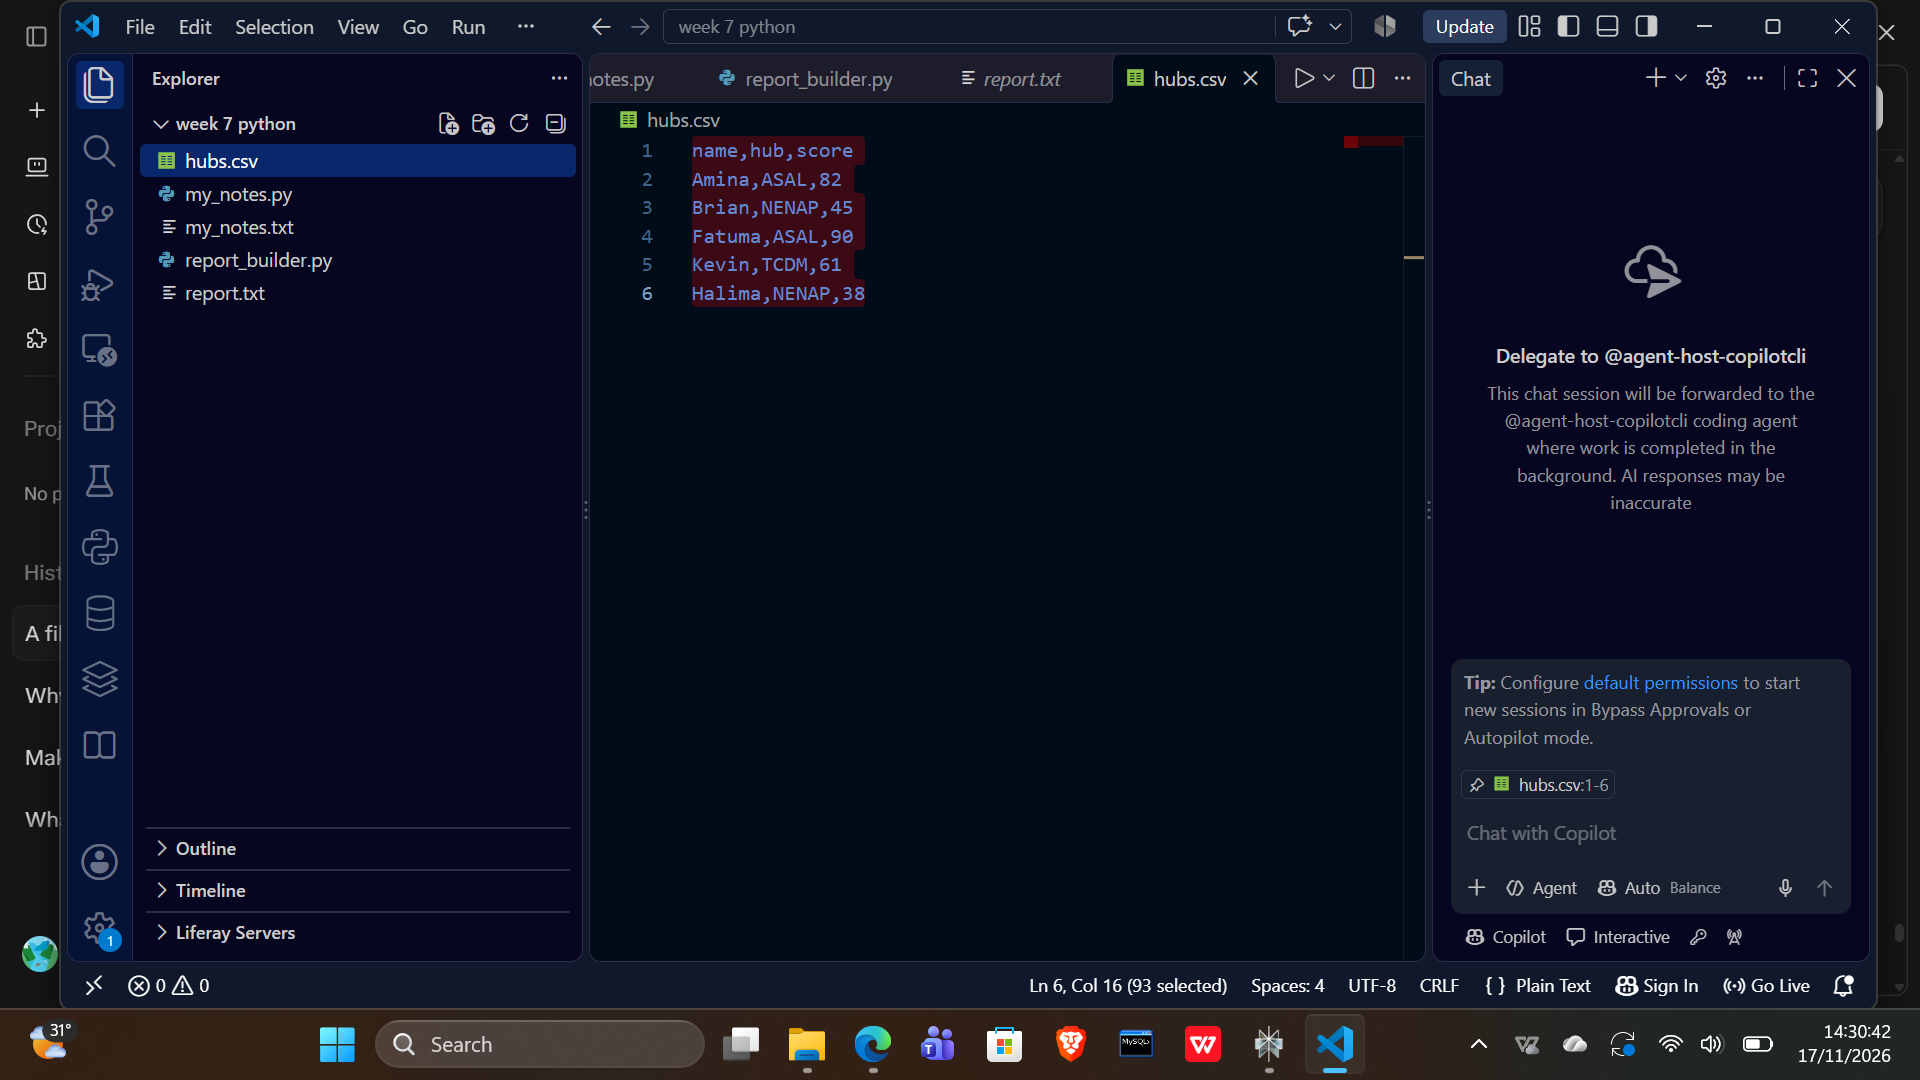 File Edit Selection View Go Run ···
week 7 python
Update
Explorer
week 7 python
hubs.csv
my_notes.py
my_notes.txt
report_builder.py
report.txt
Outline
Timeline
Liferay Servers
otes.py
report_builder.py
report.txt
hubs.csv
hubs.csv
1 name,hub,score
2 Amina,ASAL,82
3 Brian,NENAP,45
4 Fatuma,ASAL,90
5 Kevin,TCDM,61
6 Halima,NENAP,38
Chat
Delegate to @agent-host-copilotcli
This chat session will be forwarded to the
@agent-host-copilotcli coding agent
where work is completed in the
background. AI responses may be
inaccurate
Tip: Configure default permissions to start
new sessions in Bypass Approvals or
Autopilot mode.
hubs.csv:1-6
Chat with Copilot
Agent Auto Balance
Copilot Interactive
Proj
No p
Hist
A fil
Why
Mak
Wha
1
0 0
Ln 6, Col 16 (93 selected) Spaces: 4 UTF-8 CRLF { } Plain Text Sign In Go Live
31°
Search
MySQL
14:30:42
17/11/2026